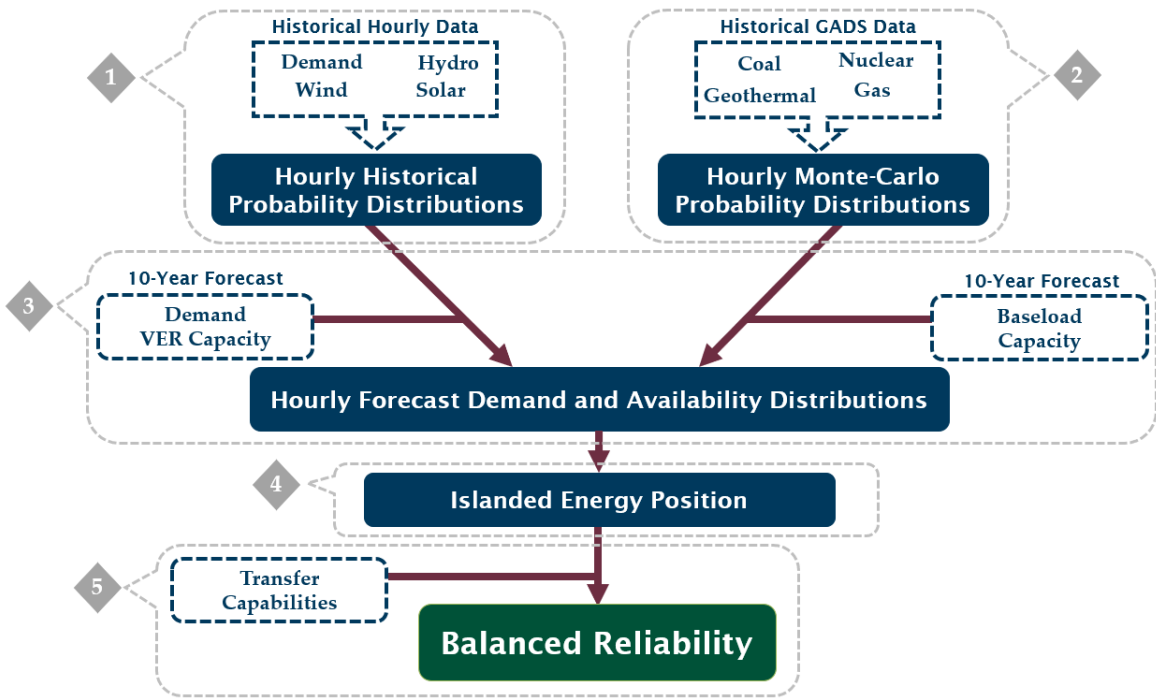 Historical Hourly Data
Demand Hydro
Wind Solar
1
Hourly Historical
Probability Distributions
Historical GADS Data
Coal Nuclear
Geothermal Gas
2
Hourly Monte-Carlo
Probability Distributions
3
10-Year Forecast
Demand
VER Capacity
10-Year Forecast
Baseload
Capacity
Hourly Forecast Demand and Availability Distributions
4
Islanded Energy Position
5
Transfer
Capabilities
Balanced Reliability